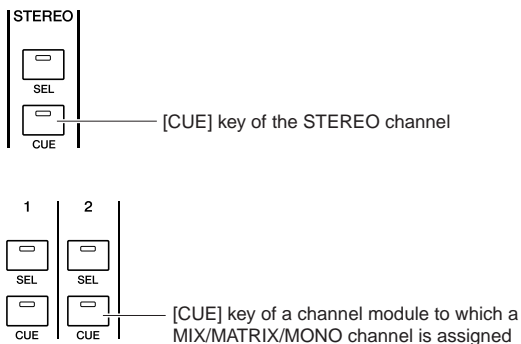 STEREO
SEL
[CUE] key of the STEREO channel
CUE
1 2
SEL SEL
[CUE] key of a channel module to which a
CUE CUE MIX/MATRIX/MONO channel is assigned